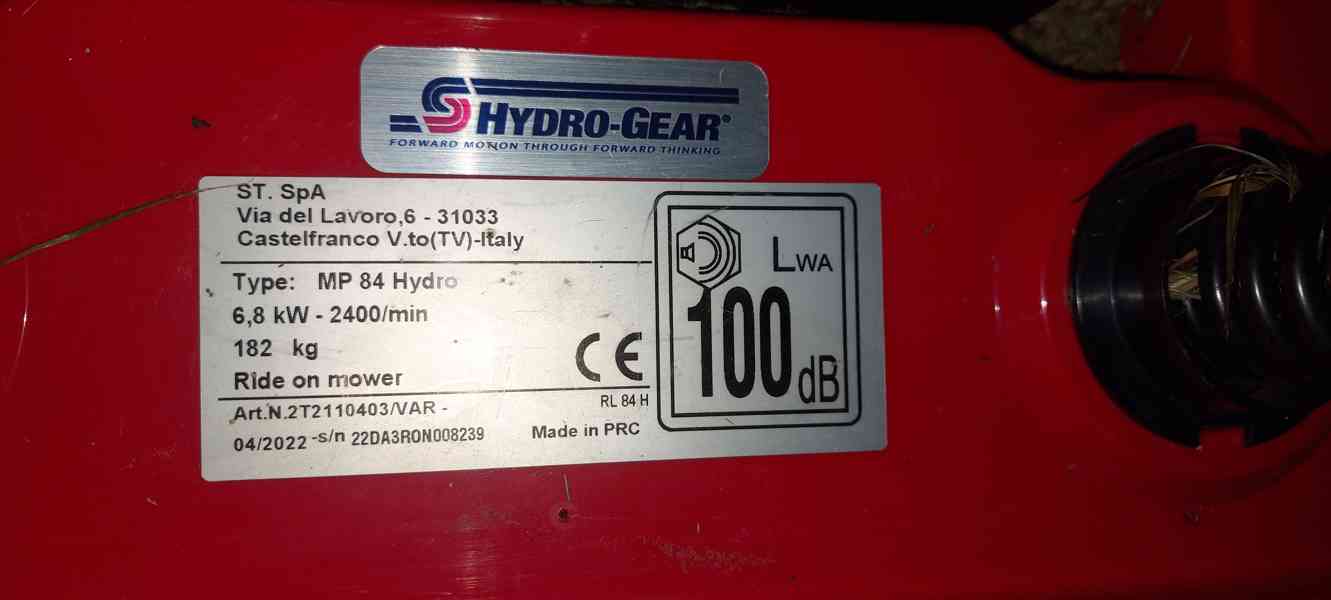 HYDRO-GEAR®
FORWARD MOTION THROUGH FORWARD THINKING
ST. SpA
Via del Lavoro,6 - 31033
Castelfranco V.to(TV)-Italy
Type: MP 84 Hydro
6,8 kW - 2400/min
182 kg
Ride on mower
CE
RL 84 H
Art.N.2T2110403/VAR -
04/2022 -s/n 22DA3RON008239
Made in PRC
LWA
100 dB